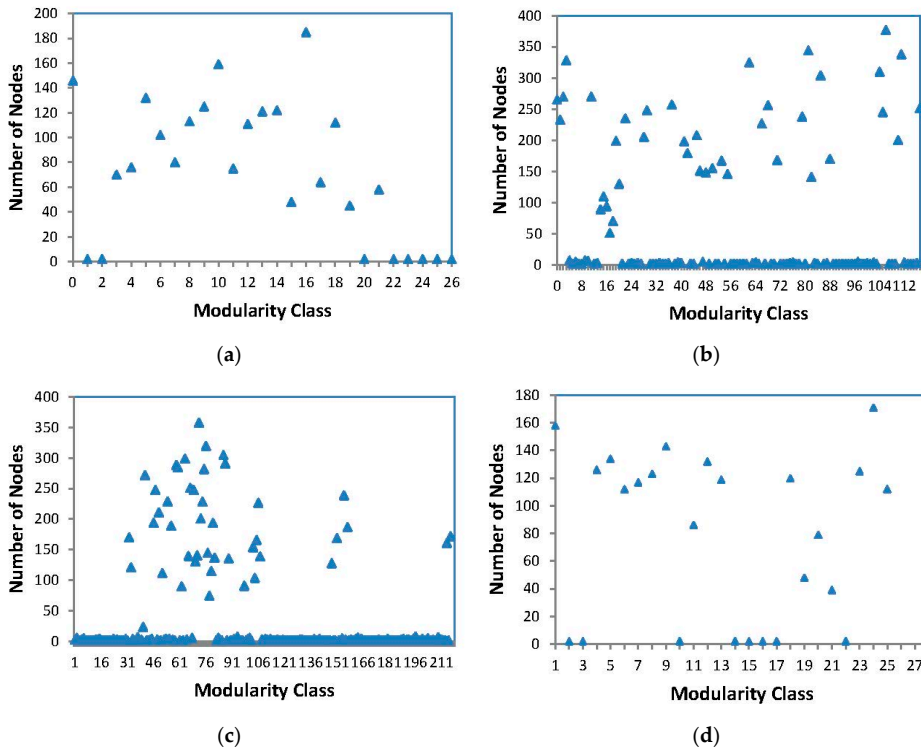 200
180
160
140
120
100
80
60
40
20
0
Number of Nodes
0 2 4 6 8 10 12 14 16 18 20 22 24 26
Modularity Class
(a)
400
350
300
250
200
150
100
50
0
Number of Nodes
0 8 16 24 32 40 48 56 64 72 80 88 96 104 112
Modularity Class
(b)
400
350
300
250
200
150
100
50
0
Number of Nodes
1 16 31 46 61 76 91 106 121 136 151 166 181 196 211
Modularity Class
(c)
180
160
140
120
100
80
60
40
20
0
Number of Nodes
1 3 5 7 9 11 13 15 17 19 21 23 25 27
Modularity Class
(d)